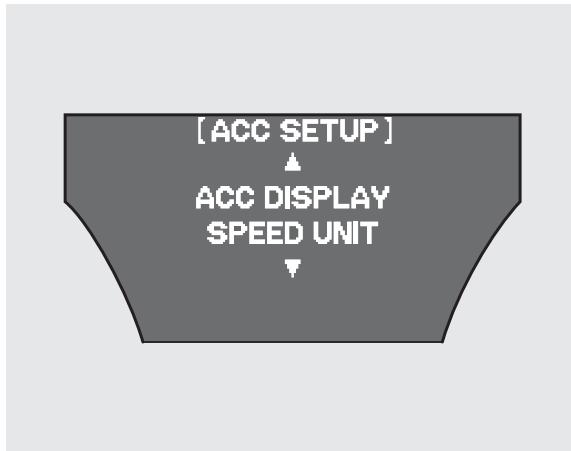 [ACC SETUP]
▲
ACC DISPLAY
SPEED UNIT
▼